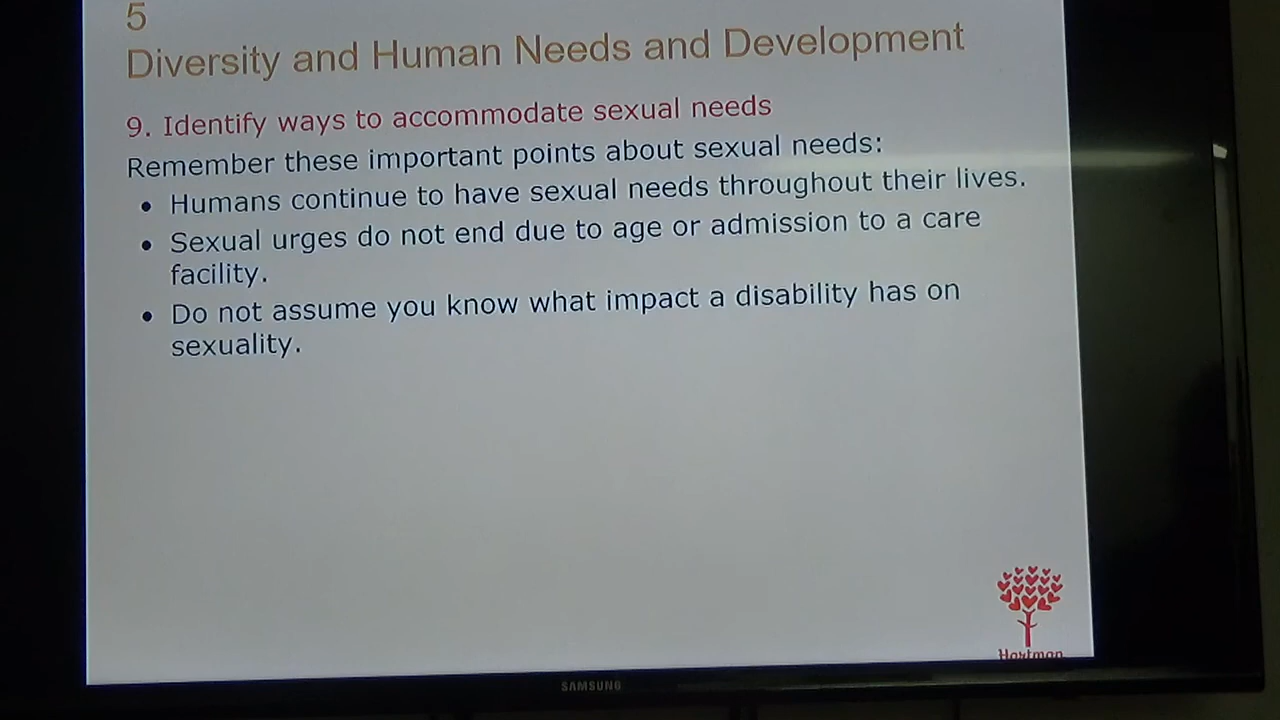 5
Diversity and Human Needs and Development
9. Identify ways to accommodate sexual needs
Remember these important points about sexual needs:
• Humans continue to have sexual needs throughout their lives.
• Sexual urges do not end due to age or admission to a care
facility.
• Do not assume you know what impact a disability has on
sexuality.
Hartman
SAMSUNG